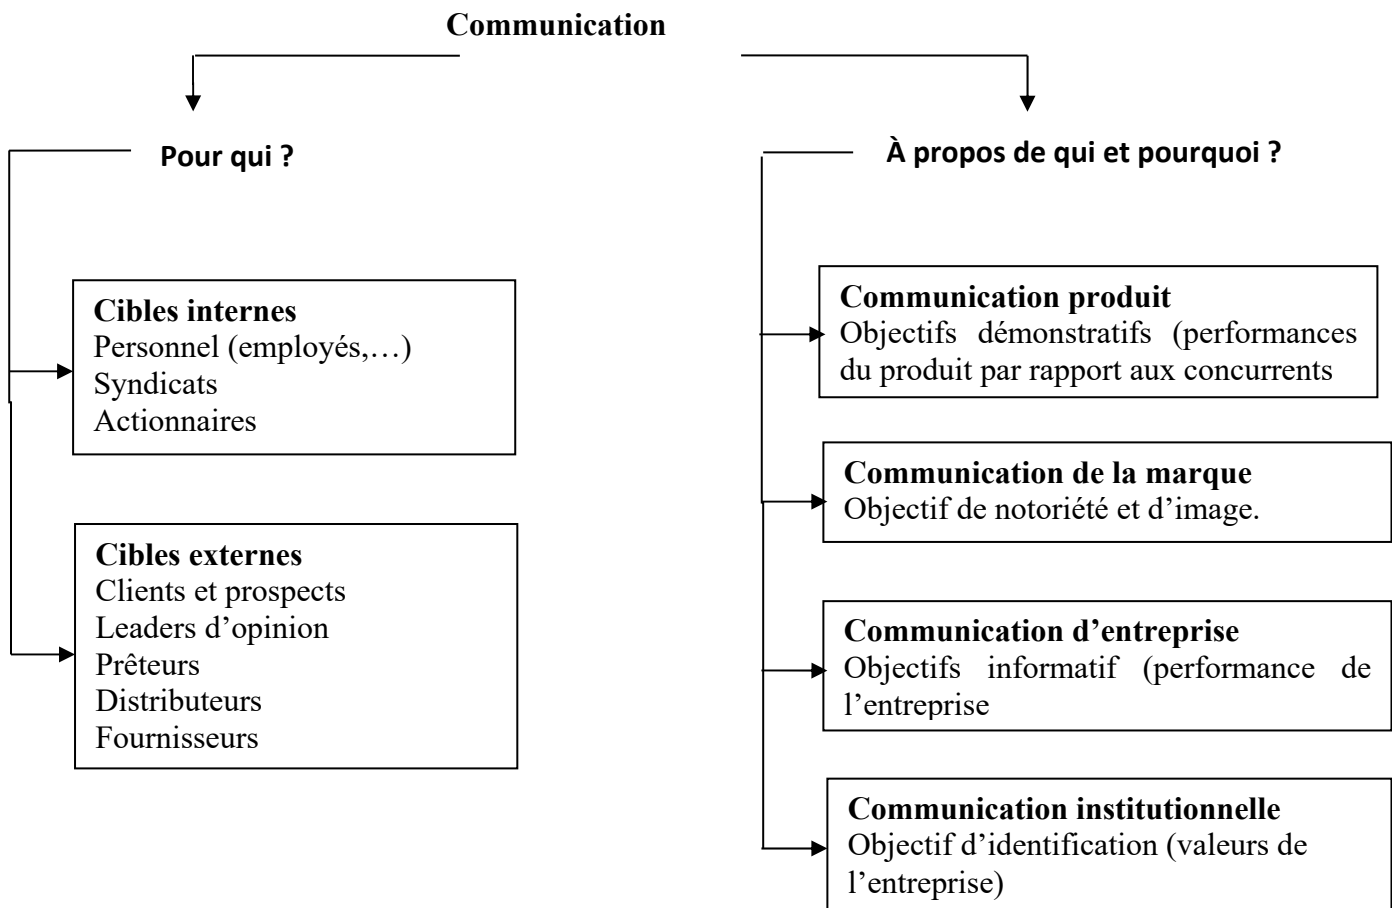 Communication
Pour qui ?
À propos de qui et pourquoi ?
Cibles internes
Personnel (employés,…)
Syndicats
Actionnaires
Cibles externes
Clients et prospects
Leaders d’opinion
Prêteurs
Distributeurs
Fournisseurs
Communication produit
Objectifs démonstratifs (performances
du produit par rapport aux concurrents
Communication de la marque
Objectif de notoriété et d’image.
Communication d’entreprise
Objectifs informatif (performance de
l’entreprise
Communication institutionnelle
Objectif d’identification (valeurs de
l’entreprise)